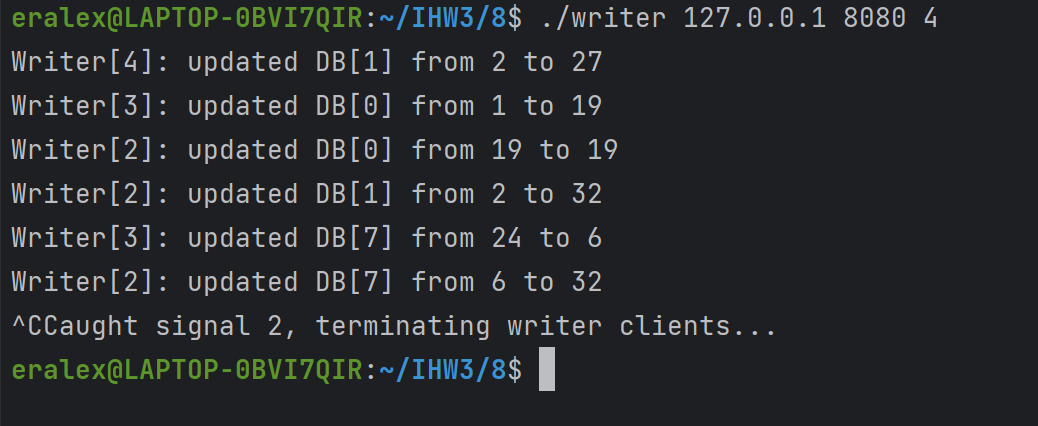 eralex@LAPTOP-0BVI7QIR:~/IHW3/8$ ./writer 127.0.0.1 8080 4
Writer[4]: updated DB[1] from 2 to 27
Writer[3]: updated DB[0] from 1 to 19
Writer[2]: updated DB[0] from 19 to 19
Writer[2]: updated DB[1] from 2 to 32
Writer[3]: updated DB[7] from 24 to 6
Writer[2]: updated DB[7] from 6 to 32
^CCaught signal 2, terminating writer clients...
eralex@LAPTOP-0BVI7QIR:~/IHW3/8$